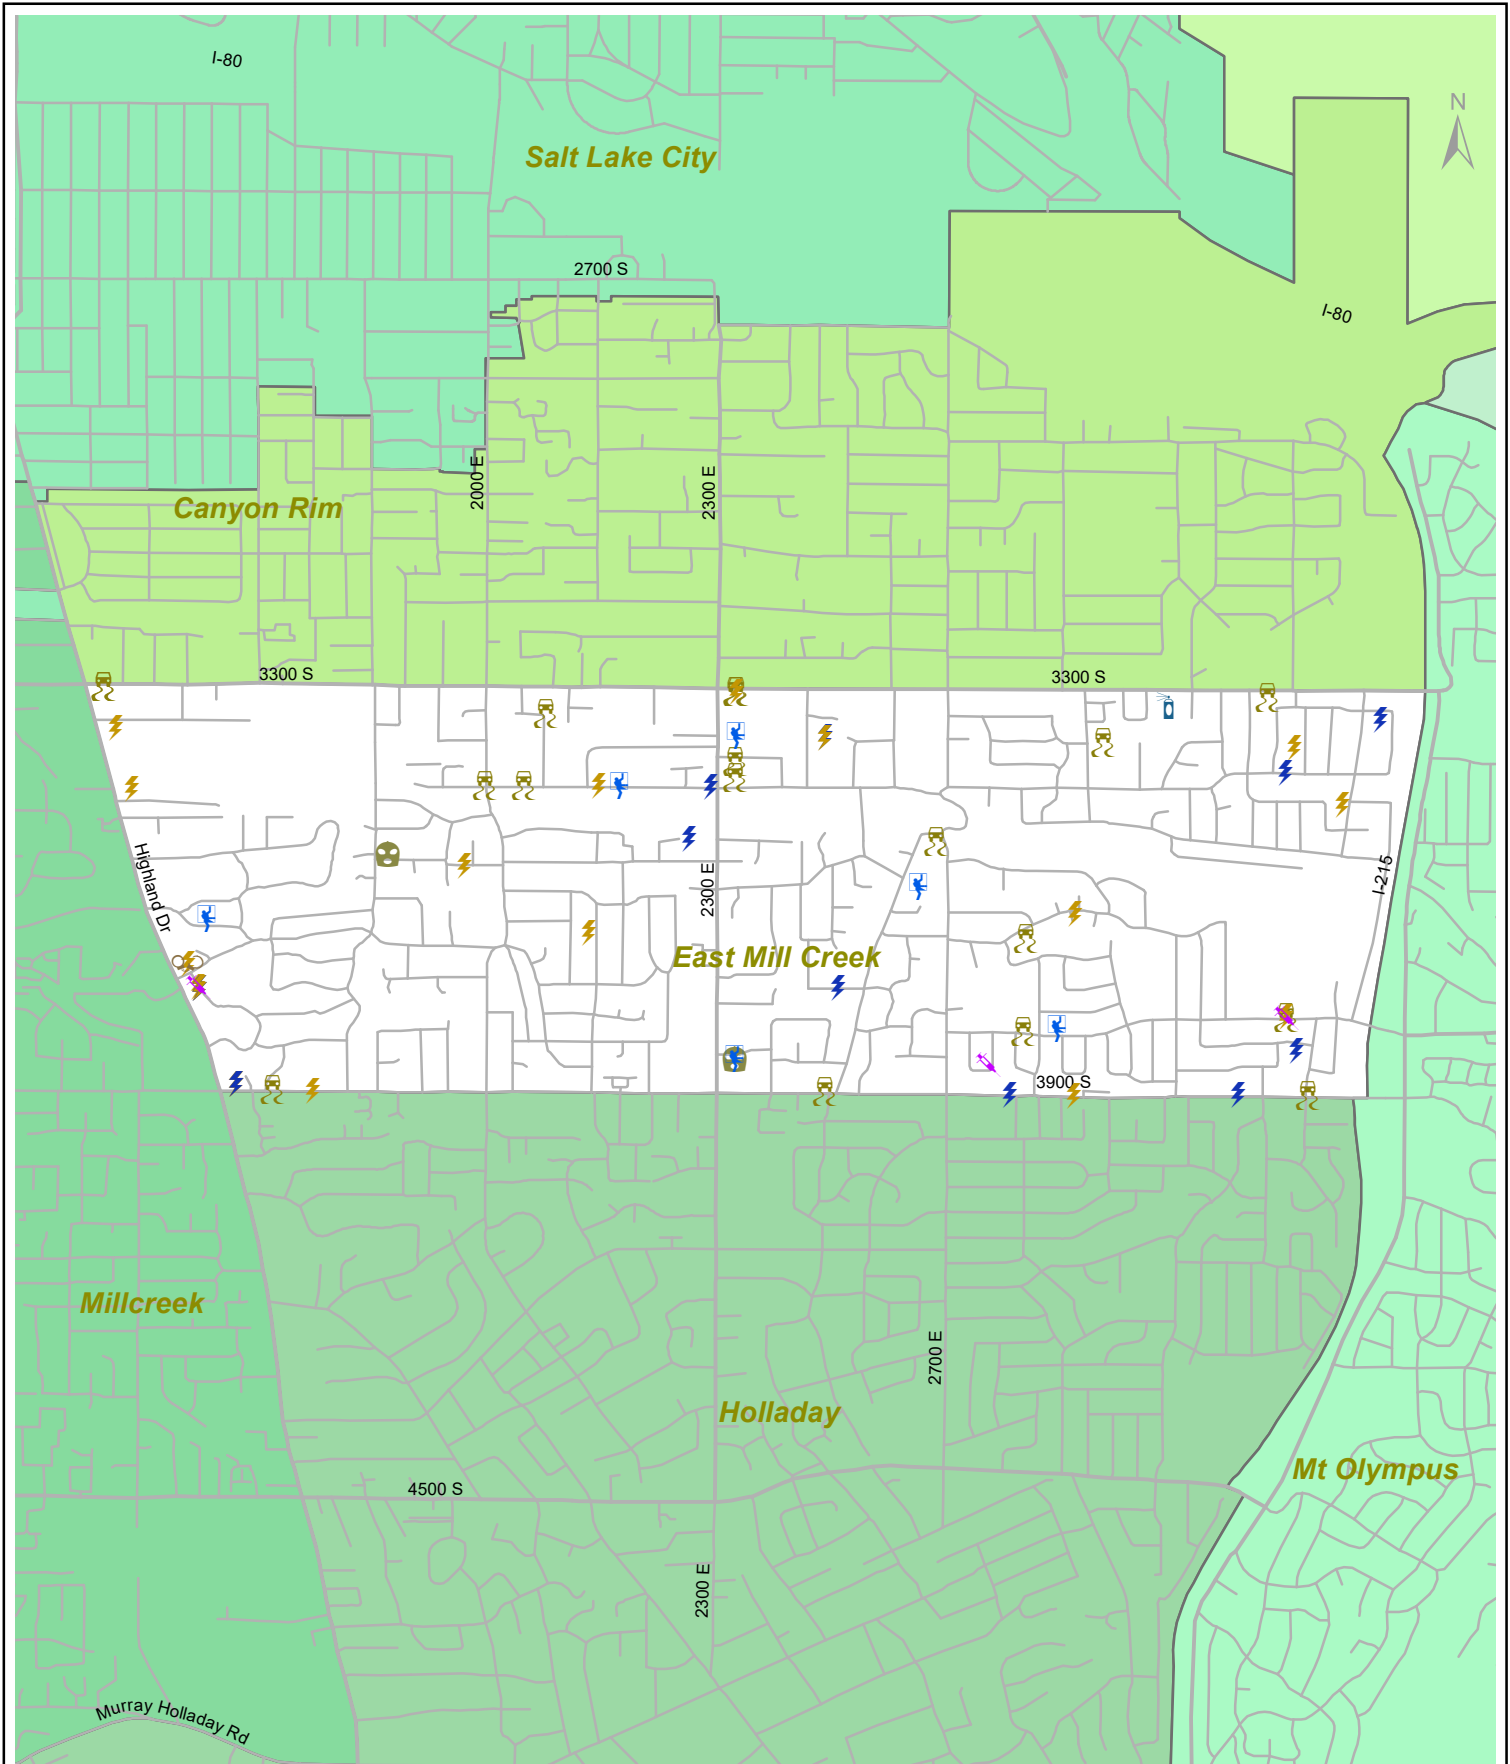 I-80
N
Salt Lake City
2700 S
I-80
2000 E
2300 E
Canyon Rim
3300 S
3300 S
Highland Dr
2300 E
I-215
East Mill Creek
3900 S
Millcreek
2700 E
Holladay
Mt Olympus
4500 S
2300 E
Murray Holladay Rd